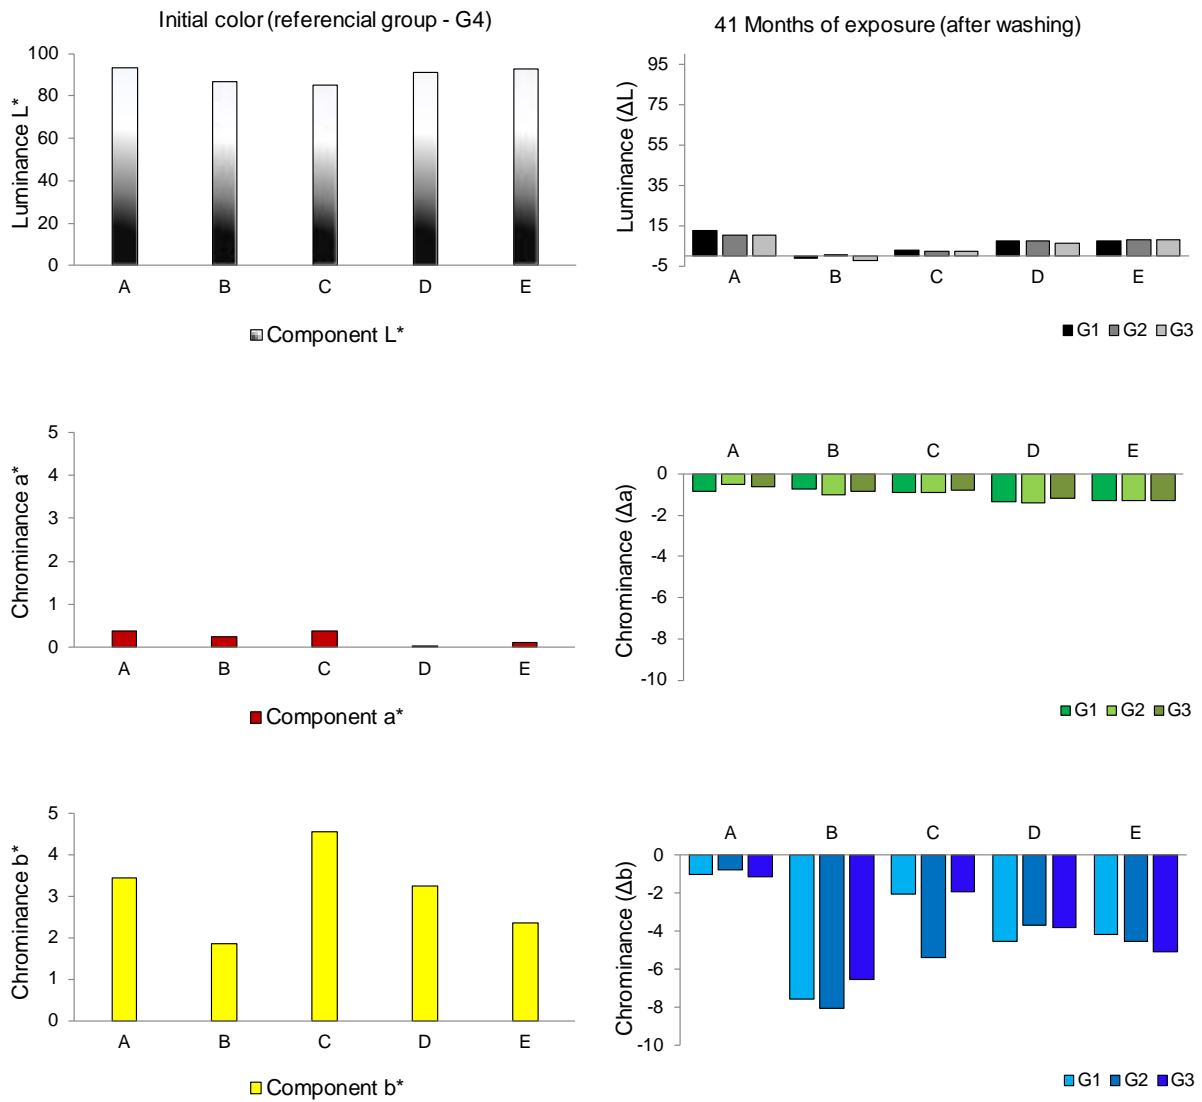 Initial color (referencial group - G4)
Luminance L*
100
80
60
40
20
0
A B C D E
Component L*
41 Months of exposure (after washing)
Luminance (ΔL)
95
75
55
35
15
-5
A B C D E
G1 G2 G3
Chrominance a*
5
4
3
2
1
0
A B C D E
Component a*
Chrominance (Δa)
A B C D E
0
-2
-4
-6
-8
-10
G1 G2 G3
Chrominance b*
5
4
3
2
1
0
A B C D E
Component b*
Chrominance (Δb)
A B C D E
0
-2
-4
-6
-8
-10
G1 G2 G3